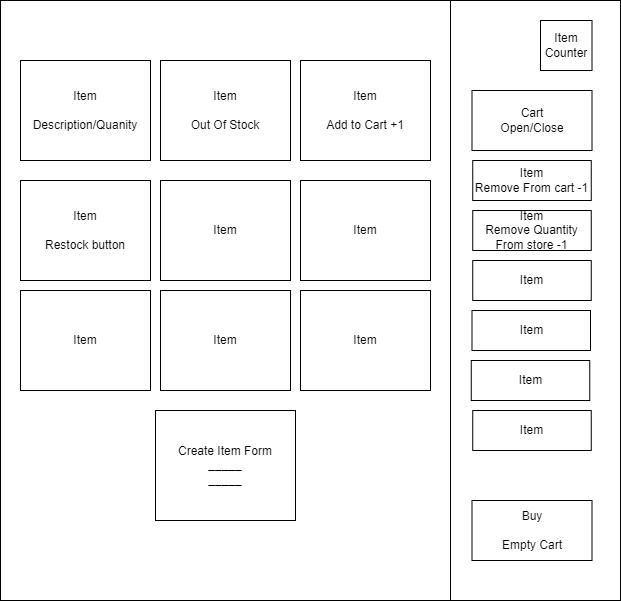 Item
Counter
Item
Description/Quanity
Item
Out Of Stock
Item
Add to Cart +1
Cart
Open/Close
Item
Remove From cart -1
Item
Restock button
Item
Item
Item
Remove Quantity
From store -1
Item
Item
Item
Item
Item
Item
Item
Create Item Form
_____
_____
Buy
Empty Cart